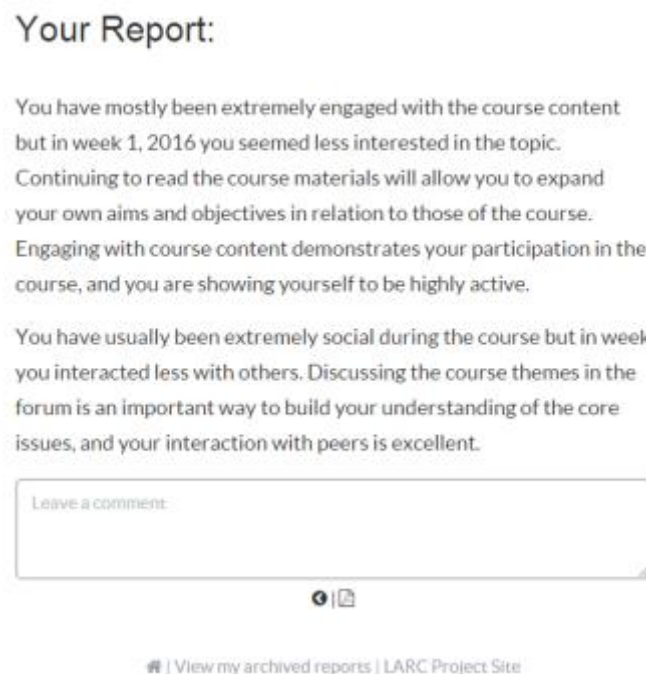 Your Report:
You have mostly been extremely engaged with the course content
but in week 1, 2016 you seemed less interested in the topic.
Continuing to read the course materials will allow you to expand
your own aims and objectives in relation to those of the course.
Engaging with course content demonstrates your participation in the
course, and you are showing yourself to be highly active.
You have usually been extremely social during the course but in week
you interacted less with others. Discussing the course themes in the
forum is an important way to build your understanding of the core
issues, and your interaction with peers is excellent.
Leave a comment
|
| View my archived reports | LARC Project Site